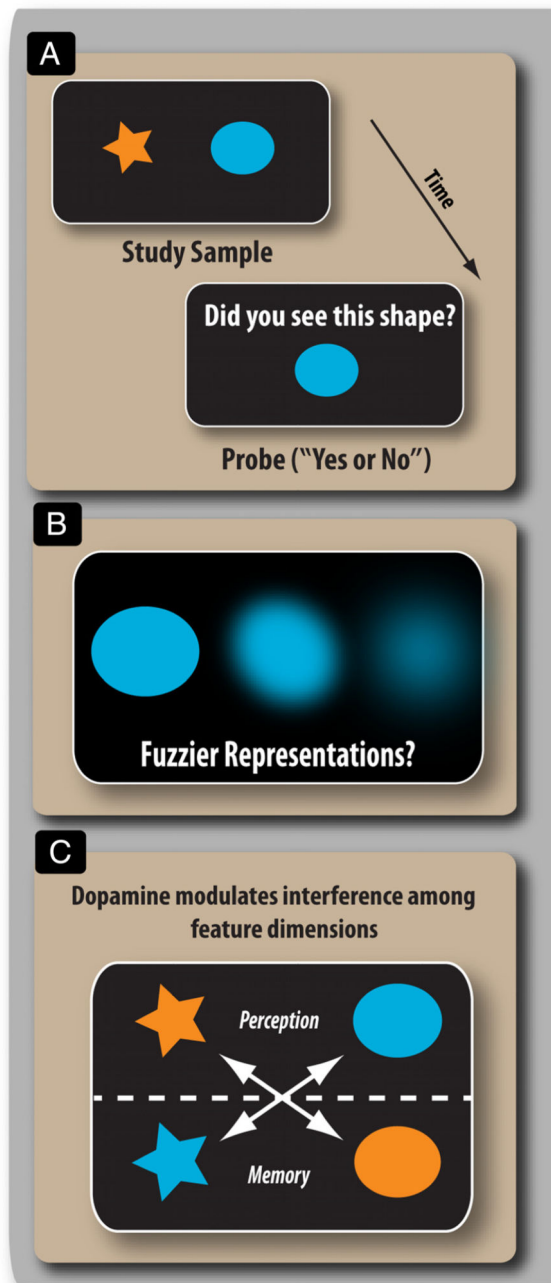 A
Time
Study Sample
Did you see this shape?
Probe ("Yes or No")
B
Fuzzier Representations?
C
Dopamine modulates interference among
feature dimensions
Perception
Memory